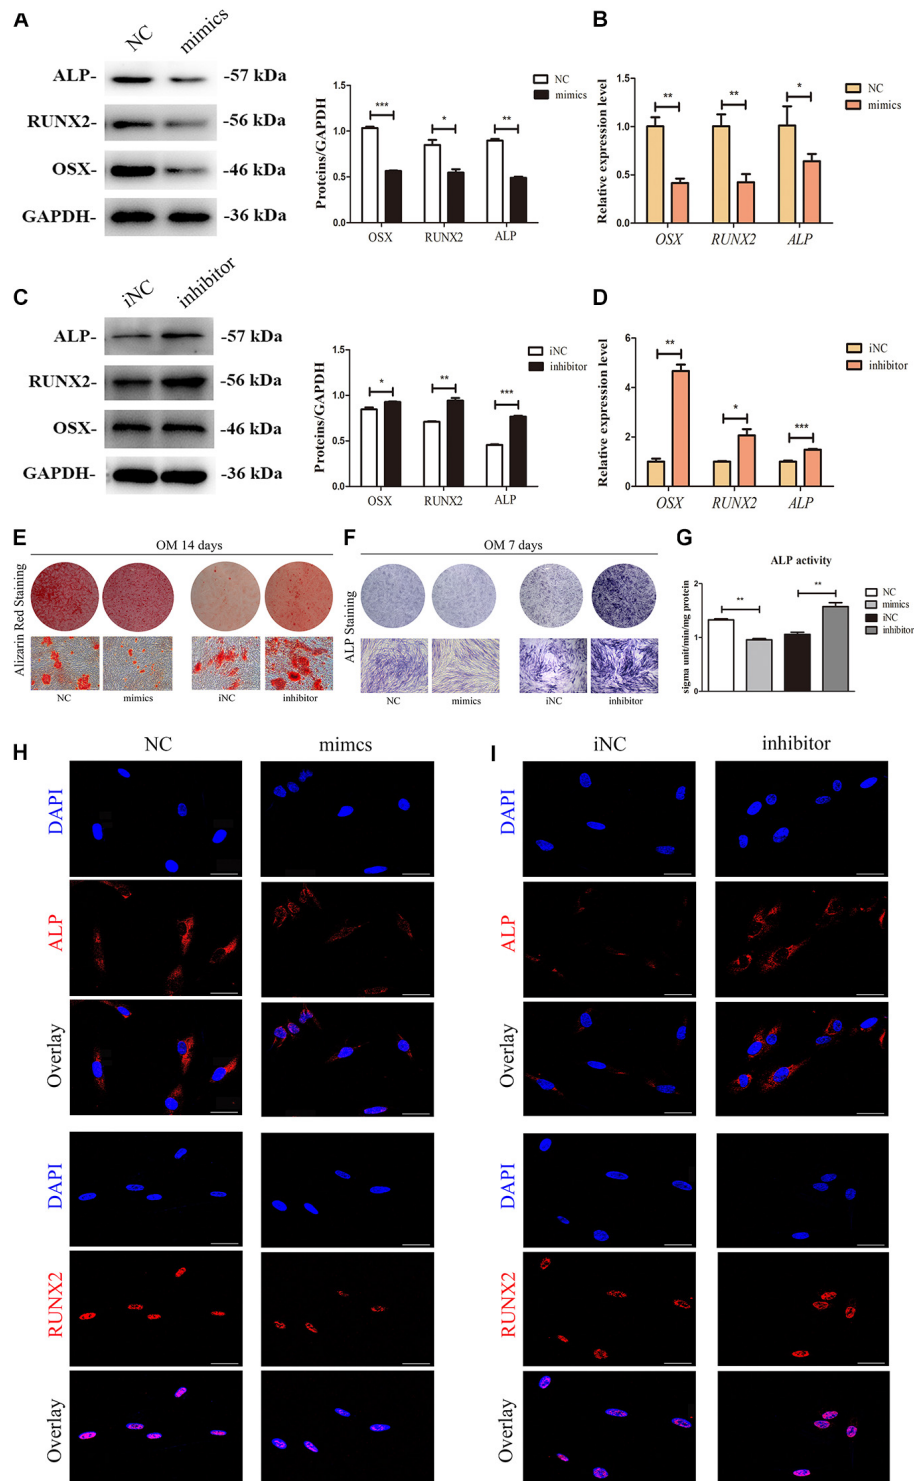 A
NC
mimics
ALP-
-57 kDa
RUNX2-
-56 kDa
OSX-
-46 kDa
GAPDH-
-36 kDa
NC
mimics
Proteins/GAPDH
1.5
1.0
0.5
0.0
***
*
**
OSX
RUNX2
ALP
B
NC
mimics
Relative expression level
1.5
1.0
0.5
0.0
**
**
*
OSX
RUNX2
ALP
C
iNC
inhibitor
ALP-
-57 kDa
RUNX2-
-56 kDa
OSX-
-46 kDa
GAPDH-
-36 kDa
iNC
inhibitor
Proteins/GAPDH
1.5
1.0
0.5
0.0
*
**
***
OSX
RUNX2
ALP
D
iNC
inhibitor
Relative expression level
6
4
2
0
**
*
***
OSX
RUNX2
ALP
E
OM 14 days
Alizarin Red Staining
NC
mimics
iNC
inhibitor
F
OM 7 days
ALP Staining
NC
mimics
iNC
inhibitor
G
ALP activity
sigma unit/min/mg protein
2
1
0
**
**
NC
mimics
iNC
inhibitor
H
NC
mimcs
DAPI
ALP
Overlay
DAPI
RUNX2
Overlay
I
iNC
inhibitor
DAPI
ALP
Overlay
DAPI
RUNX2
Overlay